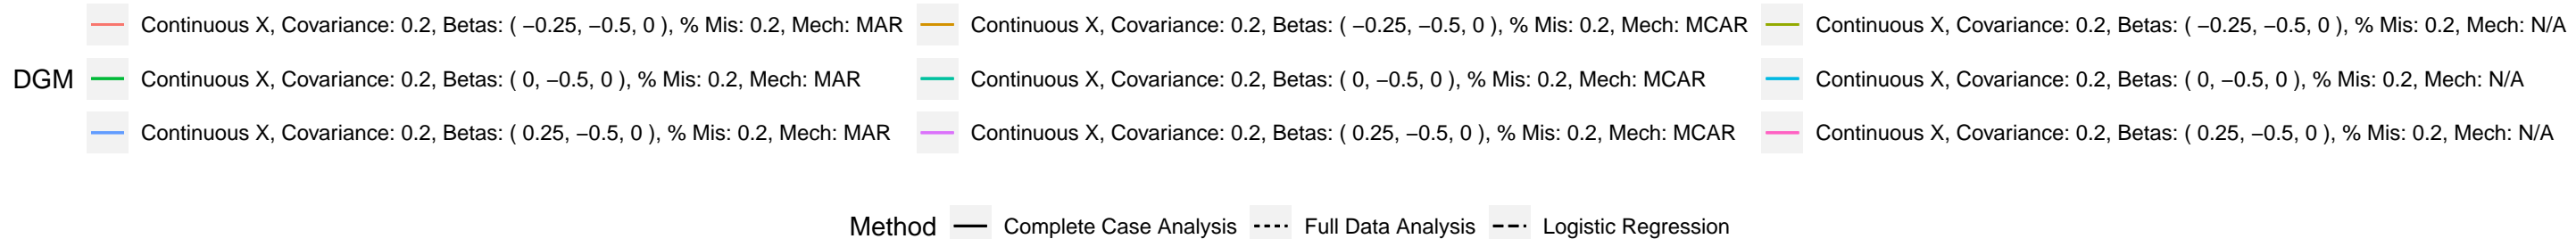 Continuous X, Covariance: 0.2, Betas: ( −0.25, −0.5, 0 ), % Mis: 0.2, Mech: MAR Continuous X, Covariance: 0.2, Betas: ( −0.25, −0.5, 0 ), % Mis: 0.2, Mech: MCAR Continuous X, Covariance: 0.2, Betas: ( −0.25, −0.5, 0 ), % Mis: 0.2, Mech: N/A
DGM Continuous X, Covariance: 0.2, Betas: ( 0, −0.5, 0 ), % Mis: 0.2, Mech: MAR Continuous X, Covariance: 0.2, Betas: ( 0, −0.5, 0 ), % Mis: 0.2, Mech: MCAR Continuous X, Covariance: 0.2, Betas: ( 0, −0.5, 0 ), % Mis: 0.2, Mech: N/A
Continuous X, Covariance: 0.2, Betas: ( 0.25, −0.5, 0 ), % Mis: 0.2, Mech: MAR Continuous X, Covariance: 0.2, Betas: ( 0.25, −0.5, 0 ), % Mis: 0.2, Mech: MCAR Continuous X, Covariance: 0.2, Betas: ( 0.25, −0.5, 0 ), % Mis: 0.2, Mech: N/A
Method Complete Case Analysis Full Data Analysis Logistic Regression